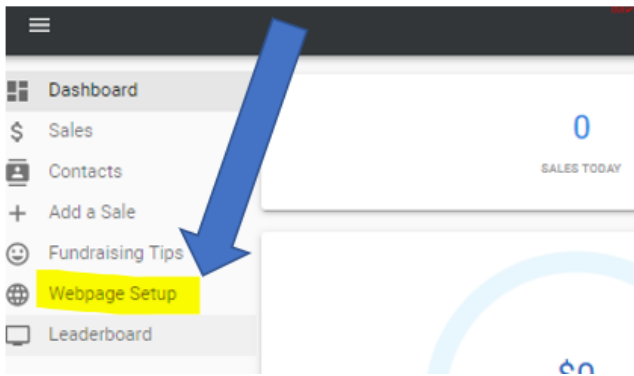 Dashboard
Sales
Contacts
Add a Sale
Fundraising Tips
Webpage Setup
Leaderboard
0
SALES TODAY